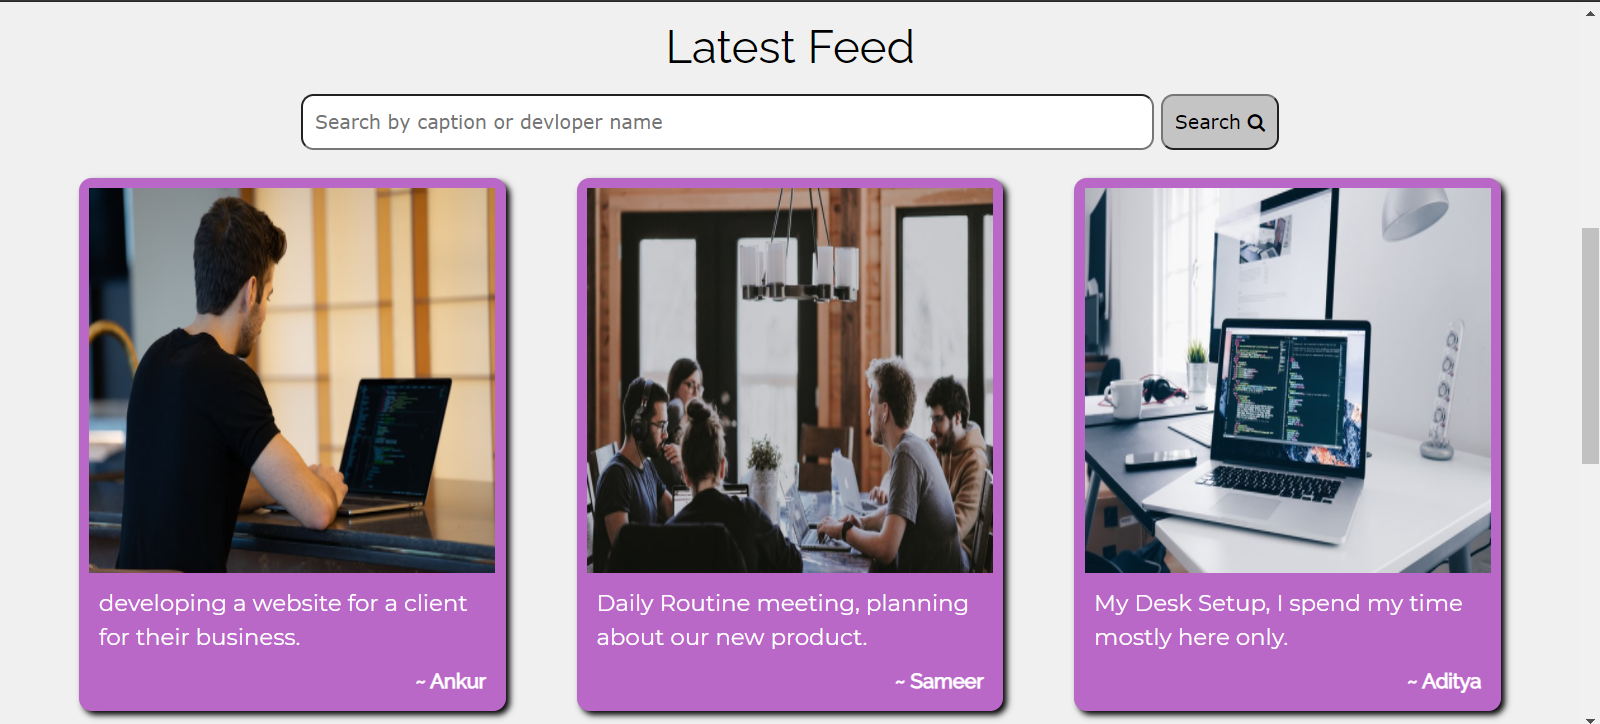 Latest Feed
Search by caption or devloper name
Search
developing a website for a client
for their business.
~ Ankur
Daily Routine meeting, planning
about our new product.
~ Sameer
My Desk Setup, I spend my time
mostly here only.
~ Aditya